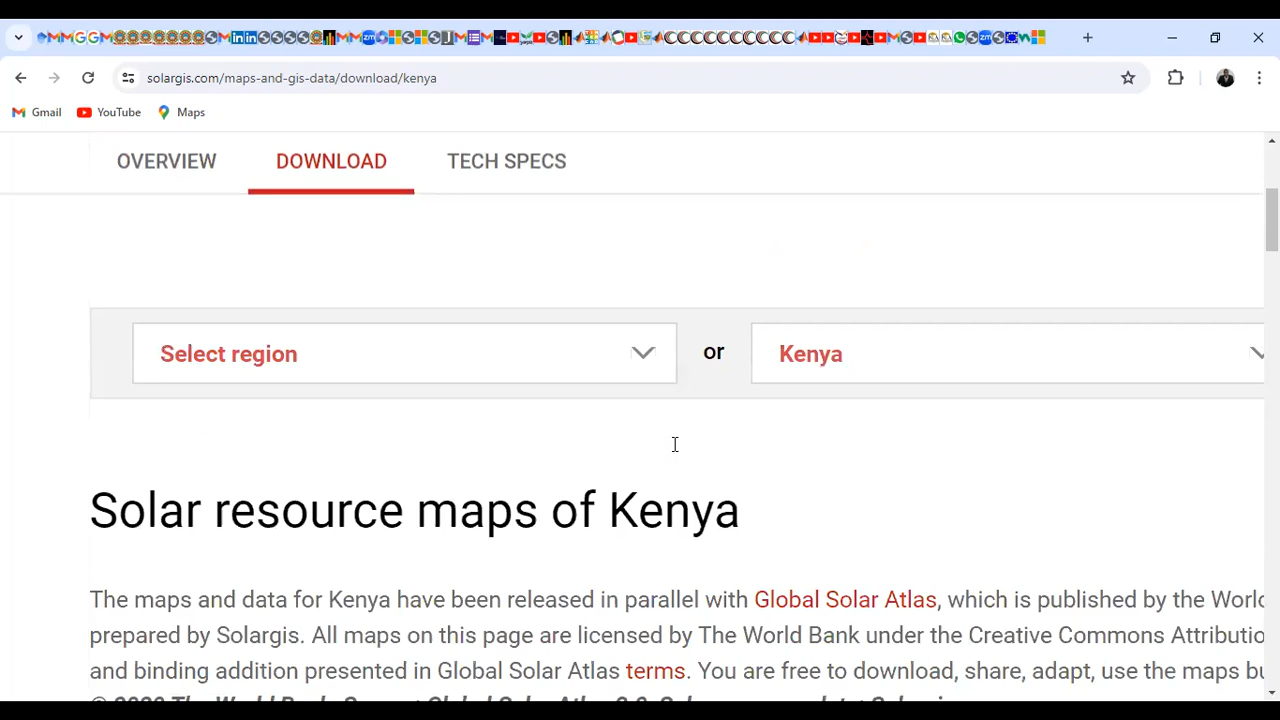 solargis.com/maps-and-gis-data/download/kenya
Gmail YouTube Maps
OVERVIEW DOWNLOAD TECH SPECS
Select region or Kenya
Solar resource maps of Kenya
The maps and data for Kenya have been released in parallel with Global Solar Atlas, which is published by the World
prepared by Solargis. All maps on this page are licensed by The World Bank under the Creative Commons Attributio
and binding addition presented in Global Solar Atlas terms. You are free to download, share, adapt, use the maps bu